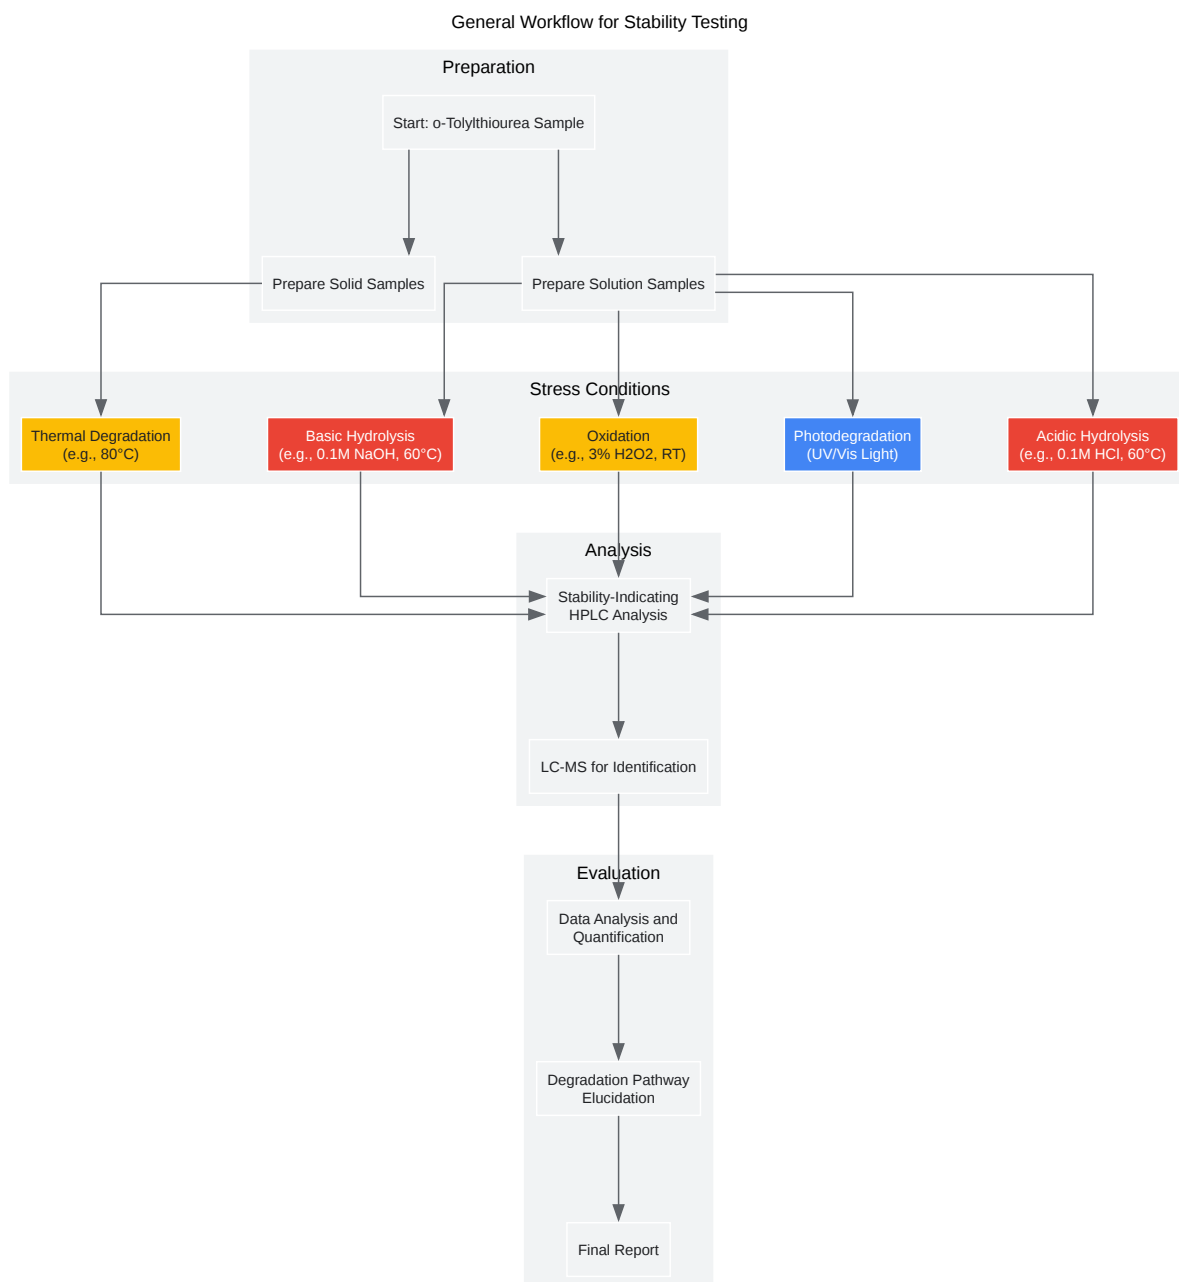 General Workflow for Stability Testing
Preparation
Start: o-Tolylthiourea Sample
Prepare Solid Samples
Prepare Solution Samples
Stress Conditions
Thermal Degradation
(e.g., 80°C)
Basic Hydrolysis
(e.g., 0.1M NaOH, 60°C)
Oxidation
(e.g., 3% H2O2, RT)
Photodegradation
(UV/Vis Light)
Acidic Hydrolysis
(e.g., 0.1M HCl, 60°C)
Analysis
Stability-Indicating
HPLC Analysis
LC-MS for Identification
Evaluation
Data Analysis and
Quantification
Degradation Pathway
Elucidation
Final Report